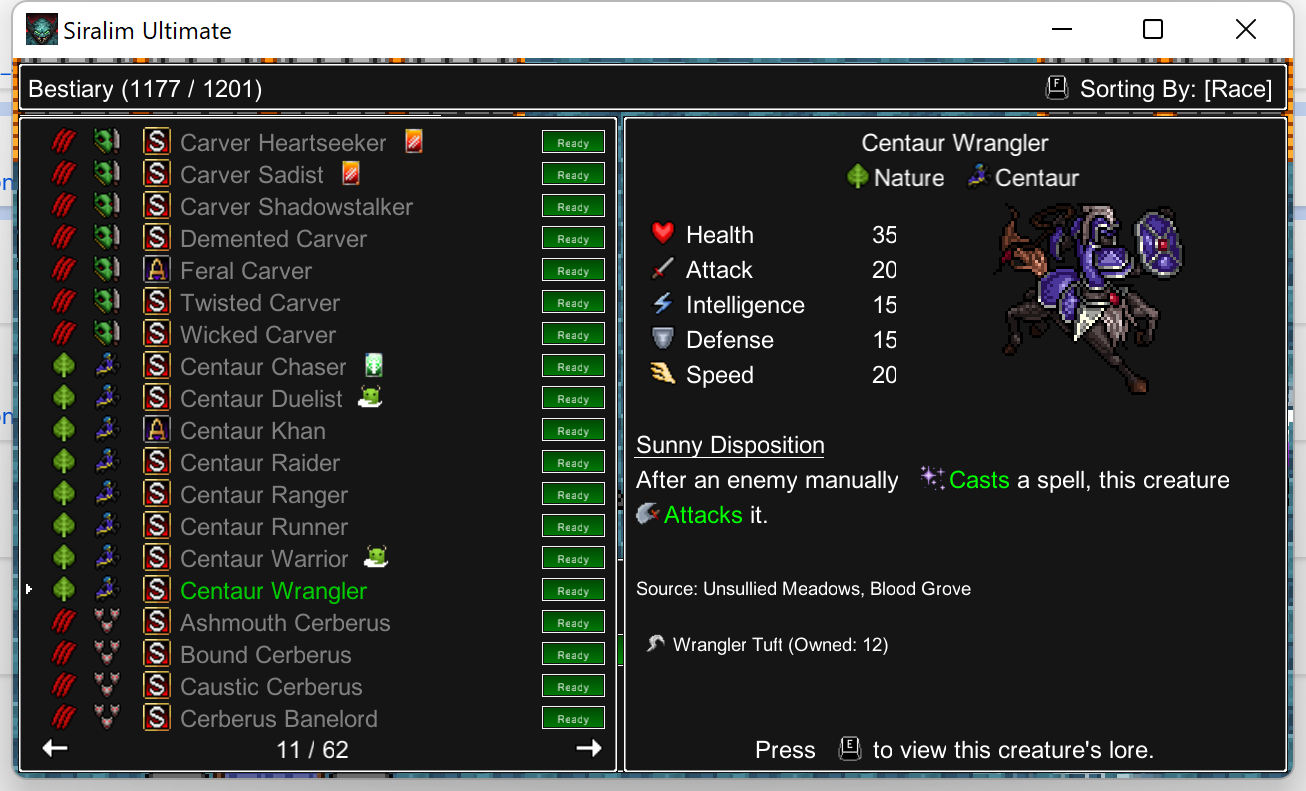 Siralim Ultimate
Bestiary (1177 / 1201)
F Sorting By: [Race]
S Carver Heartseeker Ready
S Carver Sadist Ready
S Carver Shadowstalker Ready
S Demented Carver Ready
A Feral Carver Ready
S Twisted Carver Ready
S Wicked Carver Ready
S Centaur Chaser Ready
S Centaur Duelist Ready
A Centaur Khan Ready
S Centaur Raider Ready
S Centaur Ranger Ready
S Centaur Runner Ready
S Centaur Warrior Ready
S Centaur Wrangler Ready
S Ashmouth Cerberus Ready
S Bound Cerberus Ready
S Caustic Cerberus Ready
S Cerberus Banelord Ready
11 / 62
Centaur Wrangler
Nature Centaur
Health 35
Attack 20
Intelligence 15
Defense 15
Speed 20
Sunny Disposition
After an enemy manually Casts a spell, this creature
Attacks it.
Source: Unsullied Meadows, Blood Grove
Wrangler Tuft (Owned: 12)
Press E to view this creature's lore.